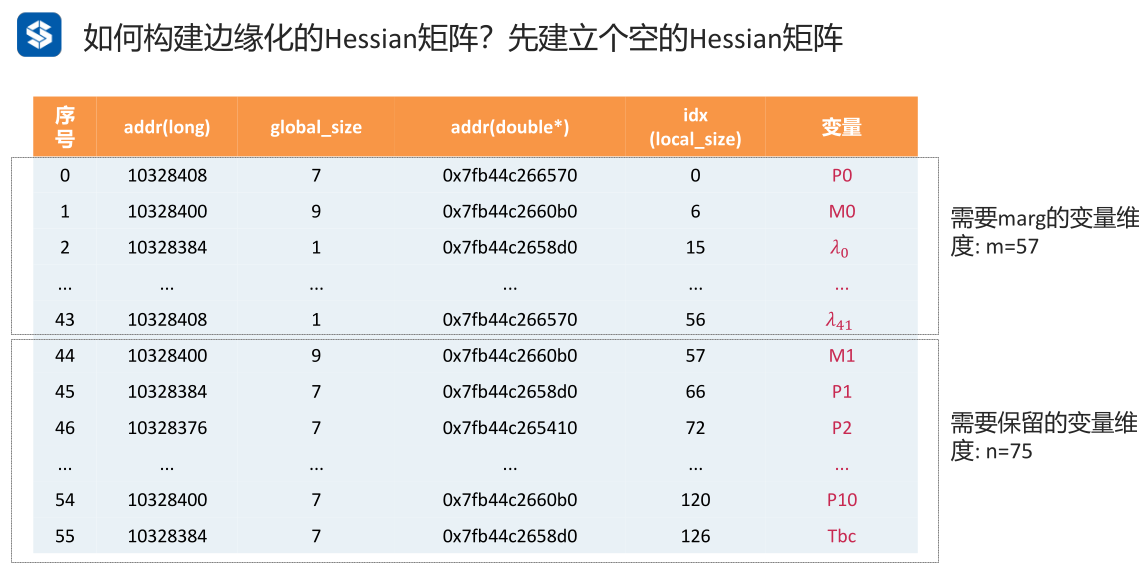 如何构建边缘化的Hessian矩阵？先建立个空的Hessian矩阵
序号 addr(long) global_size addr(double*) idx (local_size) 变量
0 10328408 7 0x7fb44c266570 0 P0
1 10328400 9 0x7fb44c2660b0 6 M0
2 10328384 1 0x7fb44c2658d0 15 λ₀
... ... ... ... ... ...
43 10328408 1 0x7fb44c266570 56 λ₄₁
需要marg的变量维
度: m=57
44 10328400 9 0x7fb44c2660b0 57 M1
45 10328384 7 0x7fb44c2658d0 66 P1
46 10328376 7 0x7fb44c265410 72 P2
... ... ... ... ... ...
54 10328400 7 0x7fb44c2660b0 120 P10
55 10328384 7 0x7fb44c2658d0 126 Tbc
需要保留的变量维
度: n=75